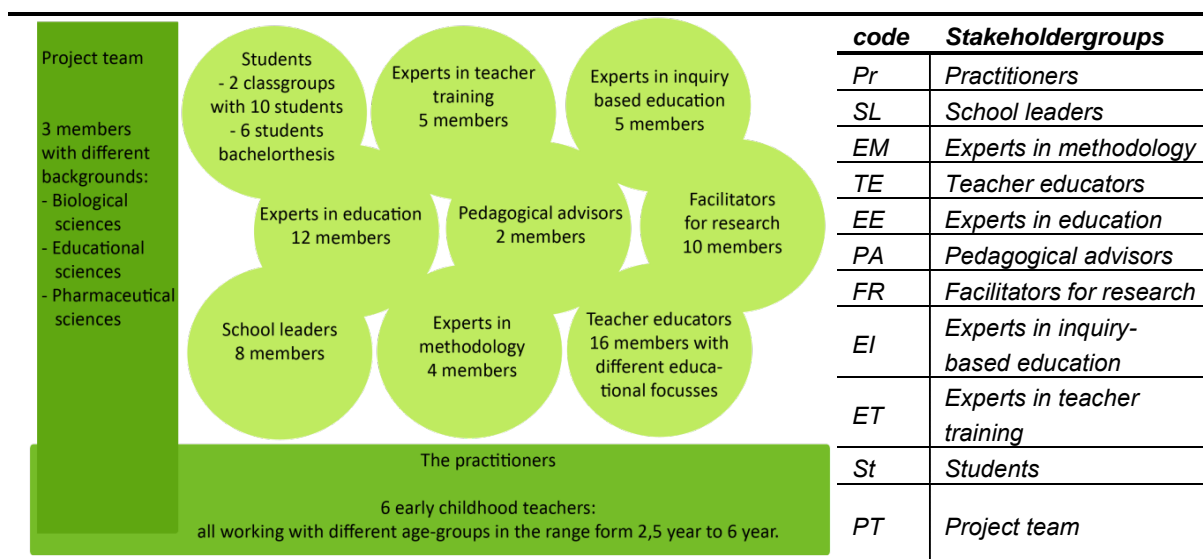 Project team
3 members
with different
backgrounds:
- Biological
sciences
- Educational
sciences
- Pharmaceutical
sciences
Students
- 2 classgroups
with 10 students
- 6 students
bachelorthesis
Experts in teacher
training
5 members
Experts in inquiry
based education
5 members
Experts in education
12 members
Pedagogical advisors
2 members
Facilitators
for research
10 members
School leaders
8 members
Experts in
methodology
4 members
Teacher educators
16 members with
different educa-
tional focusses
The practitioners
6 early childhood teachers:
all working with different age-groups in the range form 2,5 year to 6 year.
code Stakeholdergroups
Pr Practitioners
SL School leaders
EM Experts in methodology
TE Teacher educators
EE Experts in education
PA Pedagogical advisors
FR Facilitators for research
EI Experts in inquiry-
based education
ET Experts in teacher
training
St Students
PT Project team